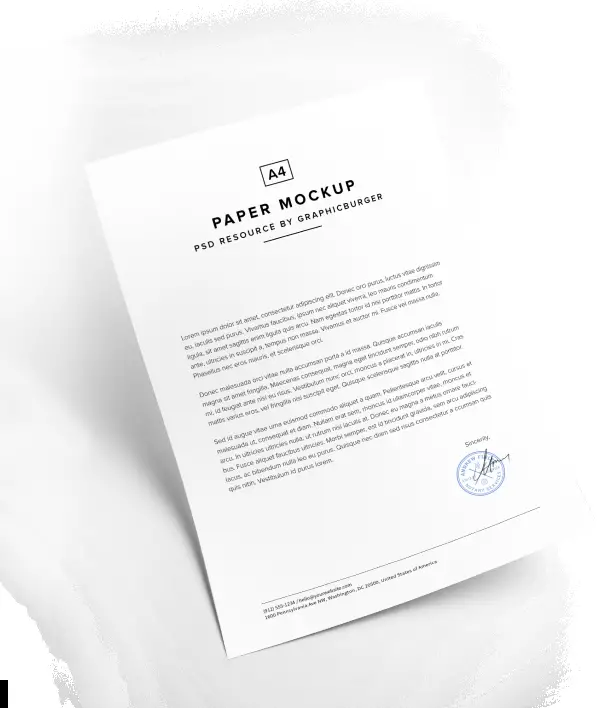 A4
PAPER MOCKUP
PSD RESOURCE BY GRAPHICBURGER
Lorem ipsum dolor sit amet, consectetur adipiscing elit. Donec orci purus, luctus vitae dignissim
eu, iaculis sed purus. Vivamus faucibus, ipsum nec aliquet viverra, leo mauris condimentum
ligula, sit amet sagittis enim ligula quis arcu. Nam egestas tortor id nisi porttitor mattis. In tortor
ante, ultricies in suscipit a, tempus non massa. Vivamus et auctor mi. Fusce vel massa nulla.
Phasellus nec eros mauris, et scelerisque orci.
Donec malesuada orci vitae nulla accumsan porta a id massa. Quisque accumsan iaculis
magna sit amet fringilla. Maecenas consequat, magna eget tincidunt semper, odio nibh rutrum
mi, id feugiat ante nisi eu risus. Vestibulum nunc orci, rhoncus a placerat in, ultricies in mi. Cras
mattis varius eros, vel fringilla nisl suscipit eget. Quisque scelerisque sagittis nulla at porttitor.
Sed id augue vitae urna euismod commodo aliquet a quam. Pellentesque arcu velit, cursus et
malesuada ut, consequat et diam. Nullam erat sem, rhoncus id ullamcorper vitae, rhoncus et
arcu. In ultricies ultricies nulla, ut rutrum nisi iaculis at. Donec eu magna a metus ornare fauci-
bus. Fusce aliquet faucibus ultricies. Morbi semper, est id tincidunt gravida, sem arcu adipiscing
lacus, ac bibendum nulla leo eu purus. Quisque nec diam sed risus consectetur a ccumsan quis
quis nibh. Vestibulum id purus lorem.
Sincerely,
ANDREW
NOTARY SERVICES
(912) 555-1234 / hello@yourwebsite.com
1600 Pennsylvania Ave NW, Washington, DC 20500, United States of America